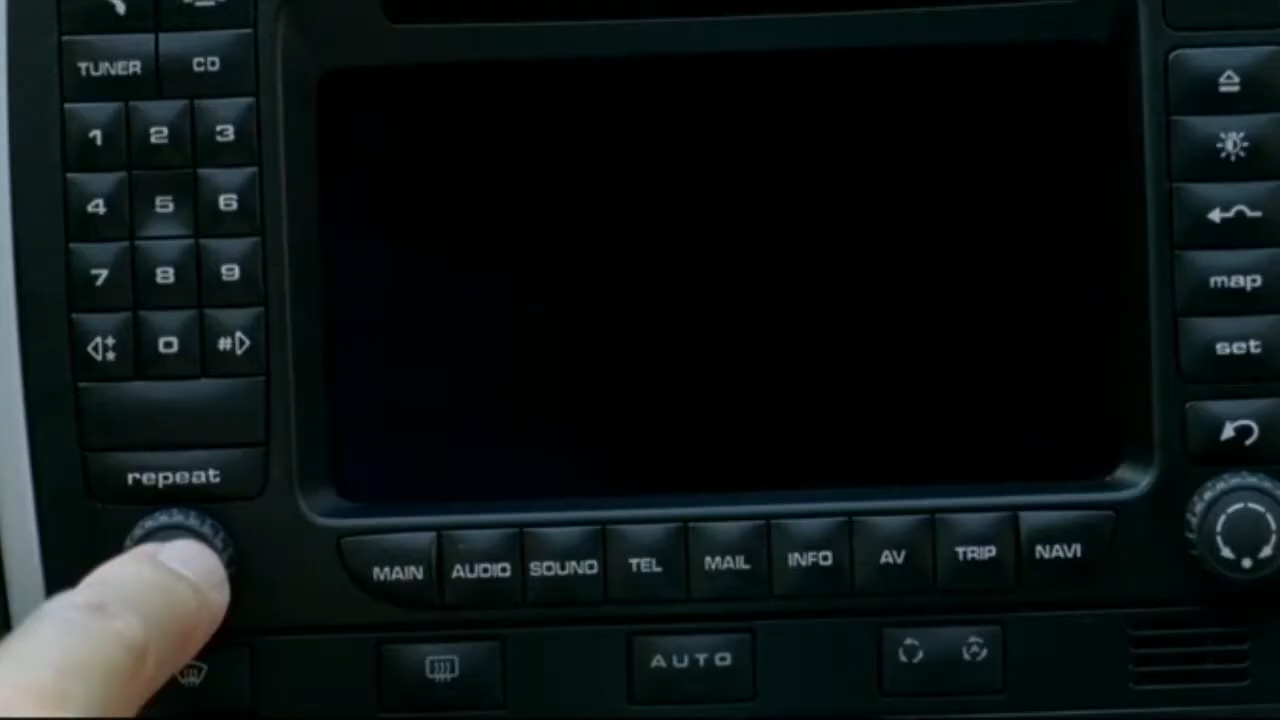 TUNER CD
1 2 3
4 5 6
7 8 9
* 0 #
repeat
map
set
MAIN AUDIO SOUND TEL MAIL INFO AV TRIP NAVI
AUTO